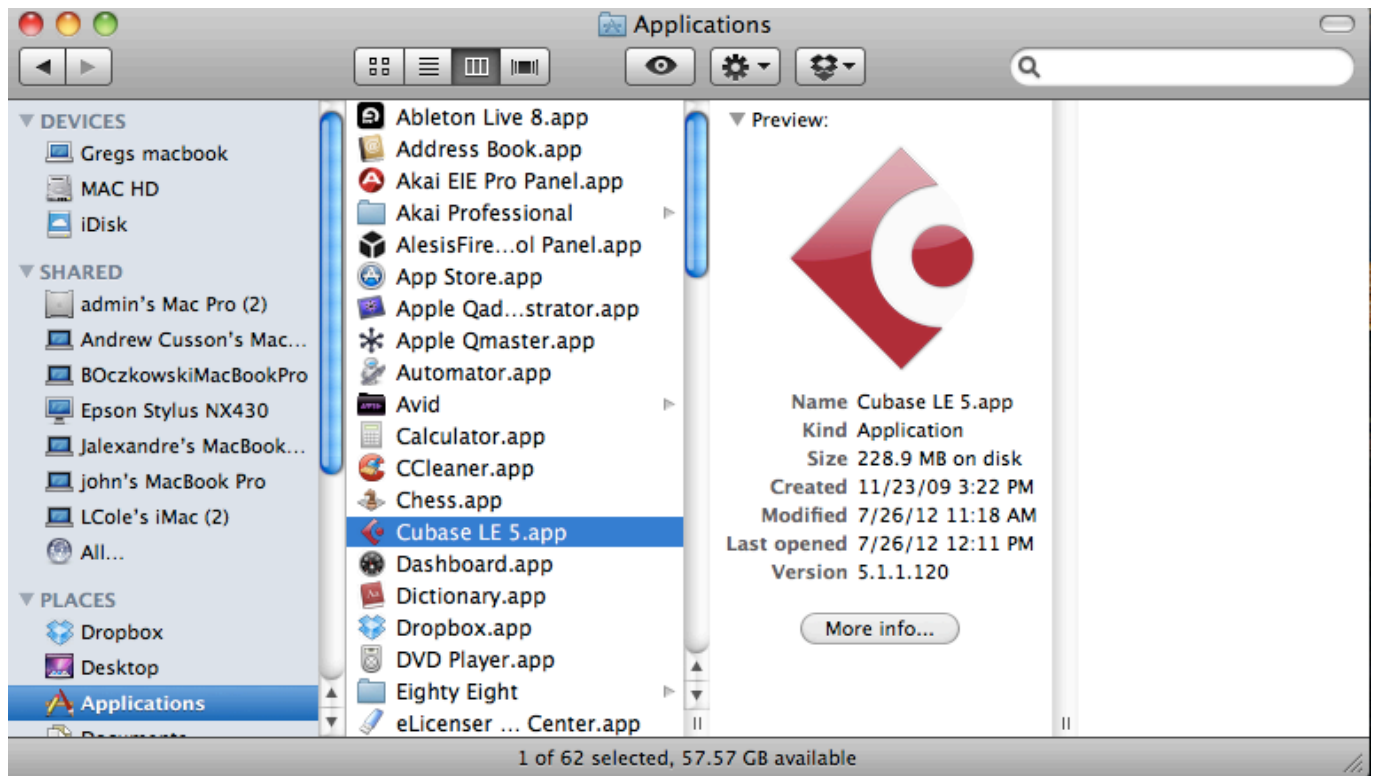 Applications
DEVICES
Gregs macbook
MAC HD
iDisk
SHARED
admin's Mac Pro (2)
Andrew Cusson's Mac...
BOczkowskiMacBookPro
Epson Stylus NX430
Jalexandre's MacBook...
john's MacBook Pro
LCole's iMac (2)
All...
PLACES
Dropbox
Desktop
Applications
Documents
Ableton Live 8.app
Address Book.app
Akai EIE Pro Panel.app
Akai Professional
AlesisFire...ol Panel.app
App Store.app
Apple Qad...strator.app
Apple Qmaster.app
Automator.app
Avid
Calculator.app
CCleaner.app
Chess.app
Cubase LE 5.app
Dashboard.app
Dictionary.app
Dropbox.app
DVD Player.app
Eighty Eight
eLicenser ... Center.app
Preview:
Name Cubase LE 5.app
Kind Application
Size 228.9 MB on disk
Created 11/23/09 3:22 PM
Modified 7/26/12 11:18 AM
Last opened 7/26/12 12:11 PM
Version 5.1.1.120
More info...
1 of 62 selected, 57.57 GB available